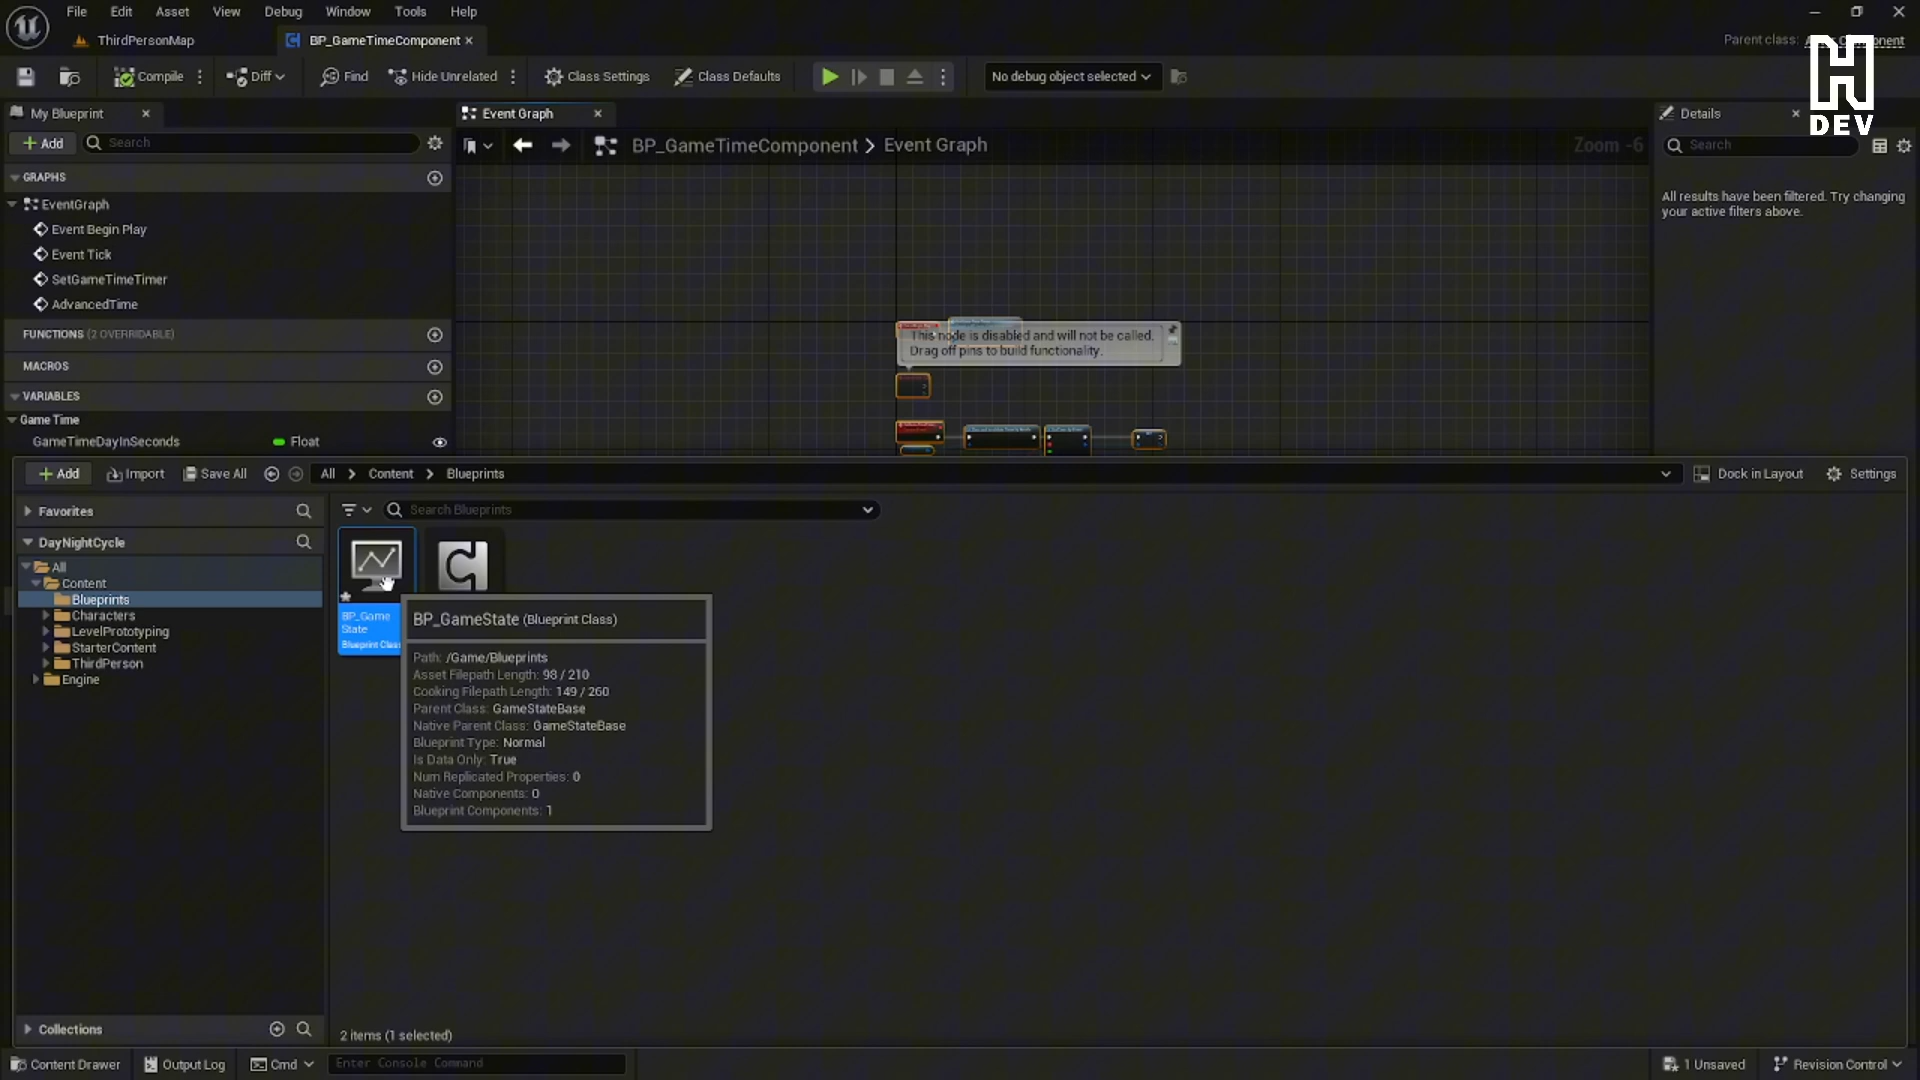 File Edit Asset View Debug Window Tools Help
ThirdPersonMap BP_GameTimeComponent Parent class:
Compile Diff Find Hide Unrelated Class Settings Class Defaults No debug object selected
DEV
My Blueprint Event Graph Details
Add Search BP_GameTimeComponent > Event Graph Zoom -6 Search
GRAPHS
EventGraph
Event Begin Play
Event Tick
SetGameTimeTimer
AdvancedTime
FUNCTIONS (2 OVERRIDABLE)
MACROS
VARIABLES
Game Time
GameTimeDayInSeconds Float
This node is disabled and will not be called.
Drag off pins to build functionality.
All results have been filtered. Try changing
your active filters above.
Add Import Save All All > Content > Blueprints Dock in Layout Settings
Favorites Search Blueprints
DayNightCycle
All
Content
Blueprints
Characters
LevelPrototyping
StarterContent
ThirdPerson
Engine
BP_Game
State
Blueprint Class
BP_GameState (Blueprint Class)
Path: /Game/Blueprints
Asset Filepath Length: 98 / 210
Cooking Filepath Length: 149 / 260
Parent Class: GameStateBase
Native Parent Class: GameStateBase
Blueprint Type: Normal
Is Data Only: True
Num Replicated Properties: 0
Native Components: 0
Blueprint Components: 1
Collections 2 items (1 selected)
Content Drawer Output Log Cmd Enter Console Command 1 Unsaved Revision Control